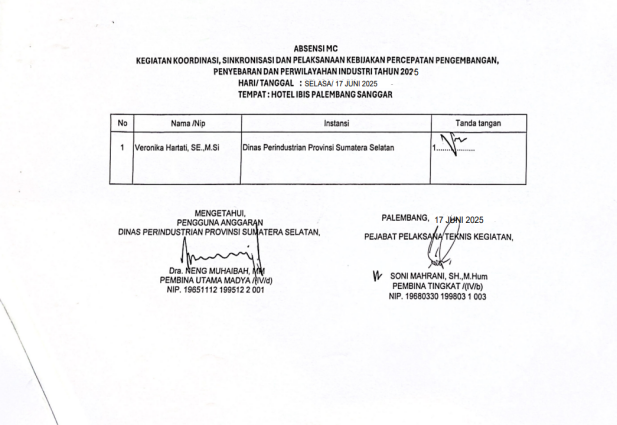 ABSENSI MC
KEGIATAN KOORDINASI, SINKRONISASI DAN PELAKSANAAN KEBIJAKAN PERCEPATAN PENGEMBANGAN,
PENYEBARAN DAN PERWILAYAHAN INDUSTRI TAHUN 2025
HARI/ TANGGAL : SELASA/ 17 JUNI 2025
TEMPAT : HOTEL IBIS PALEMBANG SANGGAR
No Nama /Nip Instansi Tanda tangan
1 Veronika Hartati, SE.,M.Si Dinas Perindustrian Provinsi Sumatera Selatan 1...................
MENGETAHUI,
PENGGUNA ANGGARAN
DINAS PERINDUSTRIAN PROVINSI SUMATERA SELATAN,
Dra. NENG MUHAIBAH, MM
PEMBINA UTAMA MADYA /(IV/d)
NIP. 19651112 199512 2 001
PALEMBANG, 17 JUNI 2025
PEJABAT PELAKSANA TEKNIS KEGIATAN,
SONI MAHRANI, SH.,M.Hum
PEMBINA TINGKAT /(IV/b)
NIP. 19680330 199803 1 003